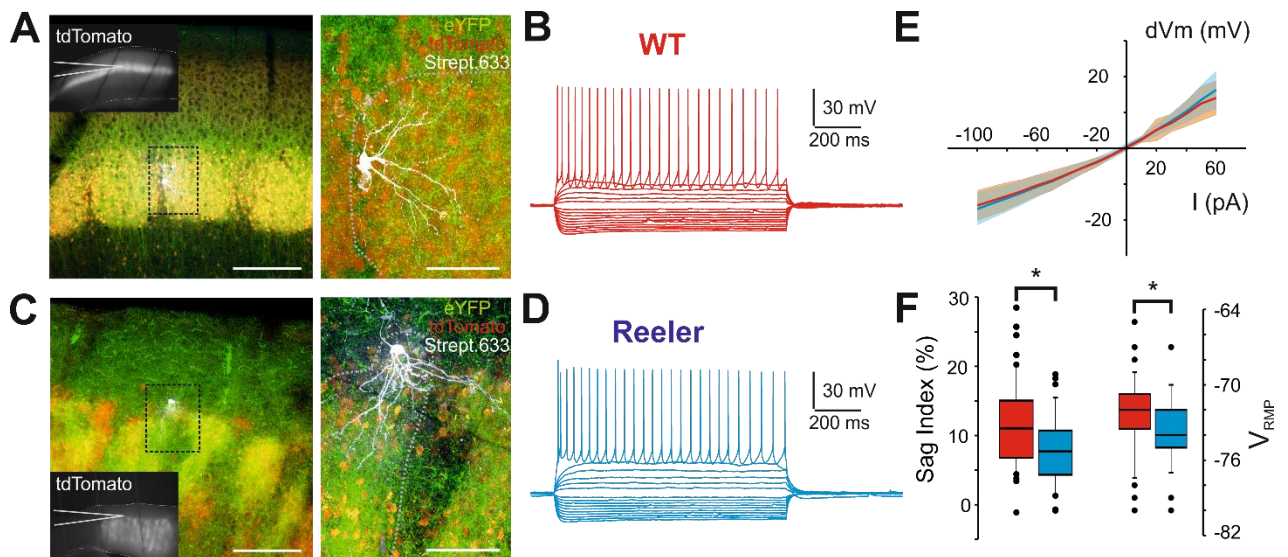 A
tdTomato
eYFP
tdTomato
Strept.633
B
WT
30 mV
200 ms
E
dVm (mV)
20
-100
-60
-20
20
60
-20
I (pA)
C
tdTomato
eYFP
tdTomato
Strept.633
D
Reeler
30 mV
200 ms
F
Sag Index (%)
30
20
10
0
*
*
-64
-70
-76
-82
VRMP